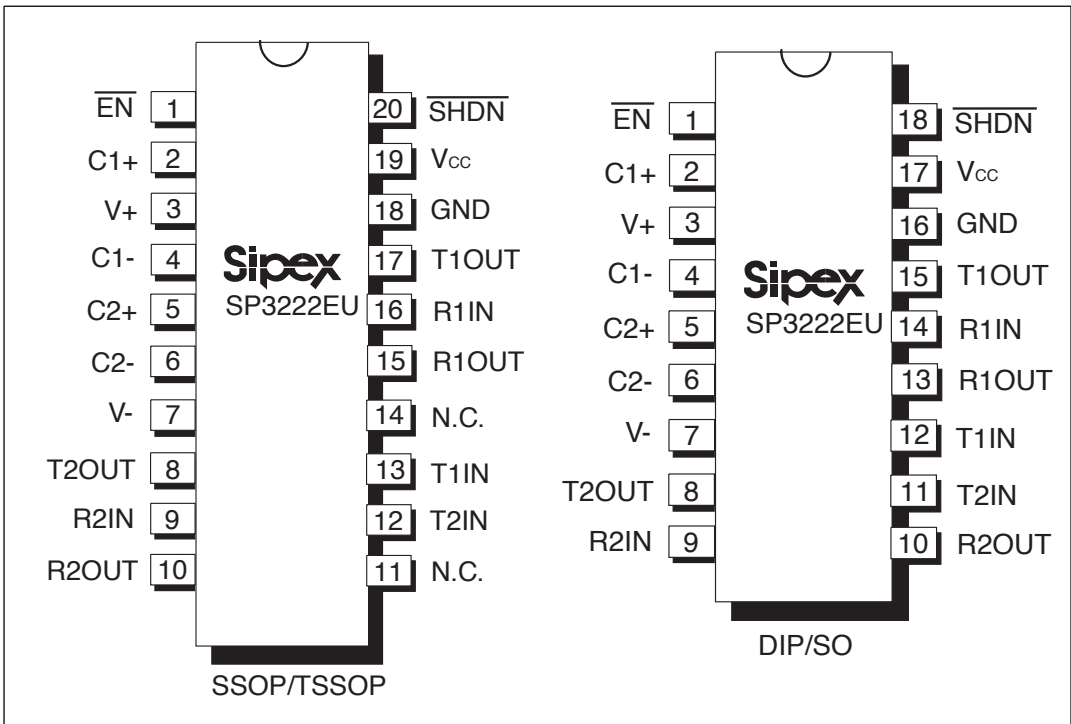 EN 1 20 SHDN
C1+ 2 19 Vcc
V+ 3 18 GND
C1- 4 17 T1OUT
C2+ 5 16 R1IN
C2- 6 15 R1OUT
V- 7 14 N.C.
T2OUT 8 13 T1IN
R2IN 9 12 T2IN
R2OUT 10 11 N.C.
Sipex
SP3222EU
SSOP/TSSOP
EN 1 18 SHDN
C1+ 2 17 Vcc
V+ 3 16 GND
C1- 4 15 T1OUT
C2+ 5 14 R1IN
C2- 6 13 R1OUT
V- 7 12 T1IN
T2OUT 8 11 T2IN
R2IN 9 10 R2OUT
Sipex
SP3222EU
DIP/SO